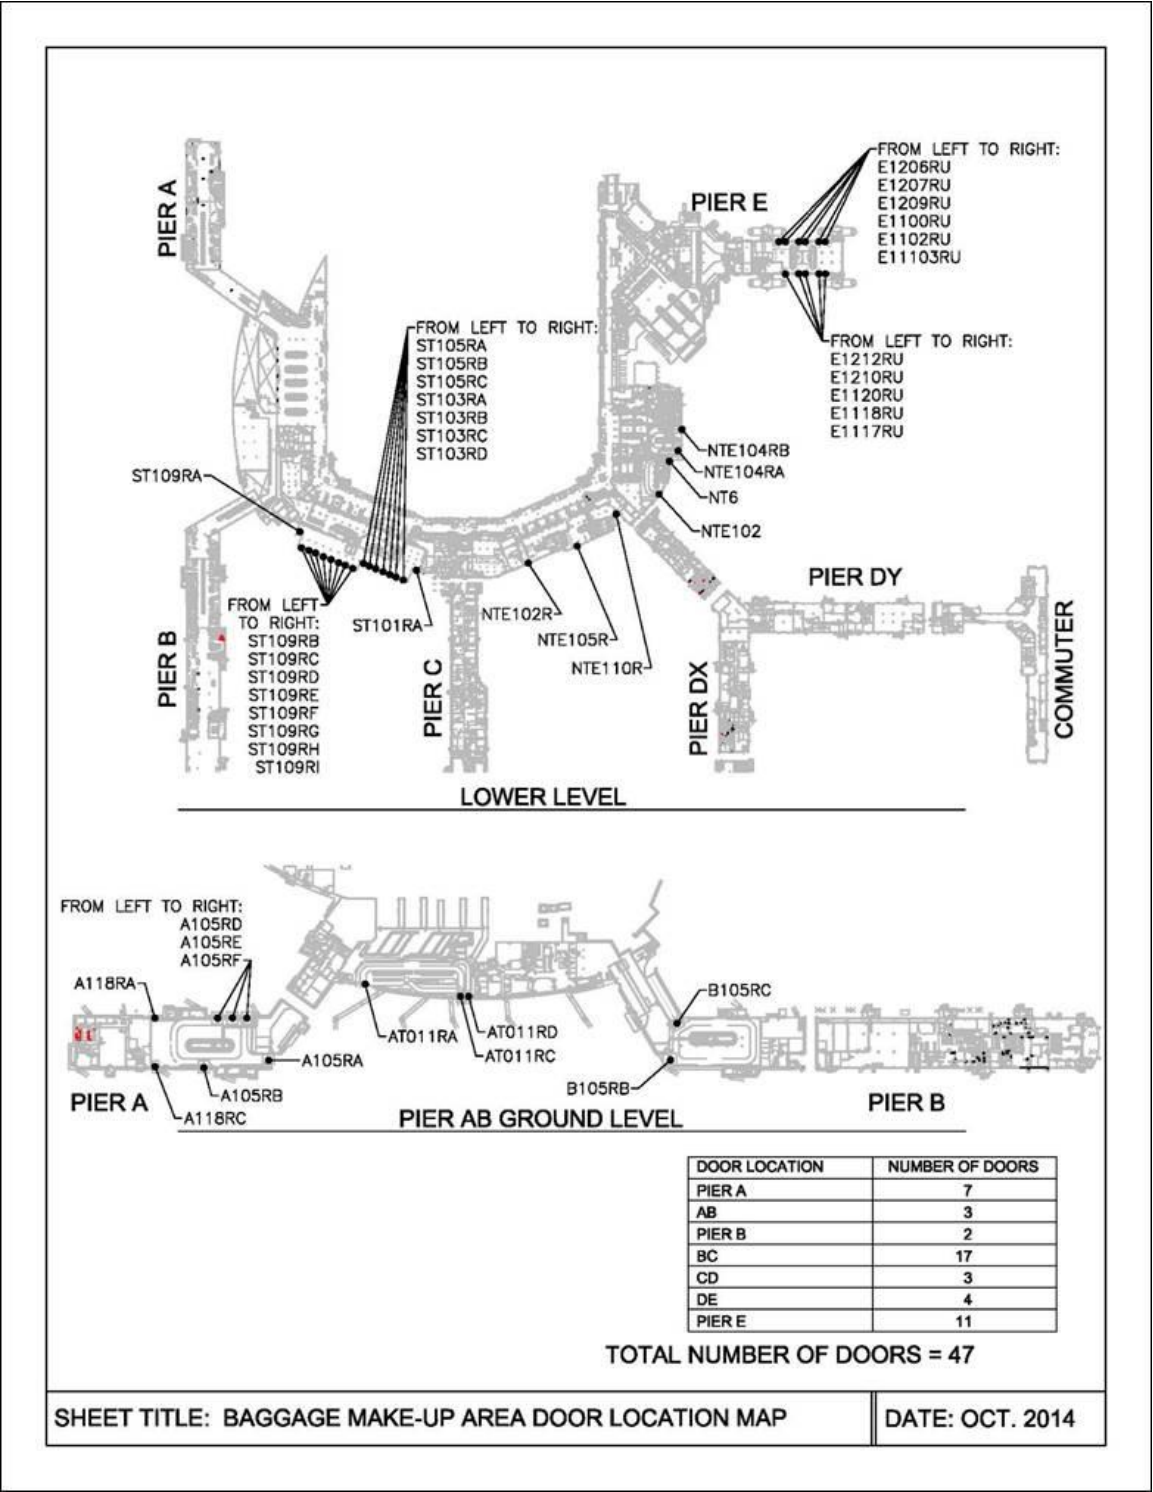 PIER A
PIER E
FROM LEFT TO RIGHT:
E1206RU
E1207RU
E1209RU
E1100RU
E1102RU
E11103RU
FROM LEFT TO RIGHT:
ST105RA
ST105RB
ST105RC
ST103RA
ST103RB
ST103RC
ST103RD
FROM LEFT TO RIGHT:
E1212RU
E1210RU
E1120RU
E1118RU
E1117RU
NTE104RB
NTE104RA
NT6
NTE102
ST109RA
FROM LEFT
TO RIGHT:
ST109RB
ST109RC
ST109RD
ST109RE
ST109RF
ST109RG
ST109RH
ST109RI
ST101RA
NTE102R
NTE105R
NTE110R
PIER B
PIER C
PIER DX
PIER DY
COMMUTER
LOWER LEVEL
FROM LEFT TO RIGHT:
A105RD
A105RE
A105RF
A118RA
A105RA
A105RB
A118RC
AT011RA
AT011RD
AT011RC
B105RC
B105RB
PIER A
PIER AB GROUND LEVEL
PIER B
DOOR LOCATION NUMBER OF DOORS
PIER A 7
AB 3
PIER B 2
BC 17
CD 3
DE 4
PIER E 11
TOTAL NUMBER OF DOORS = 47
SHEET TITLE: BAGGAGE MAKE-UP AREA DOOR LOCATION MAP
DATE: OCT. 2014